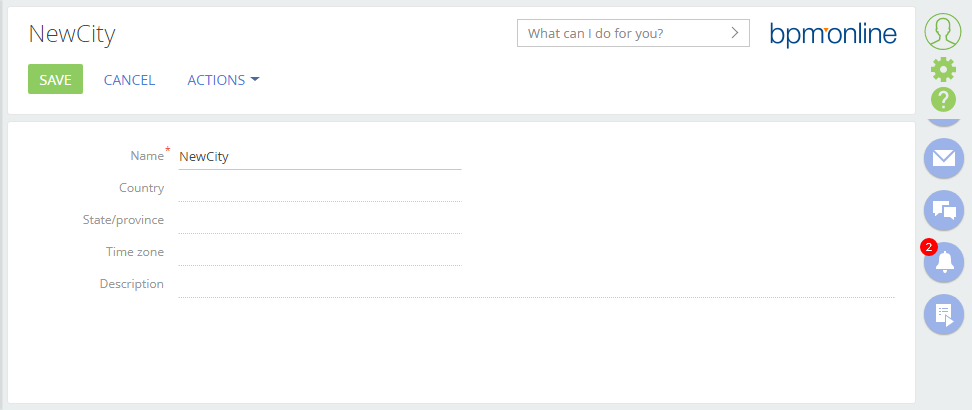 NewCity
What can I do for you?
bpm'online
SAVE CANCEL ACTIONS
?
Name* NewCity
Country
State/province
Time zone
Description
2